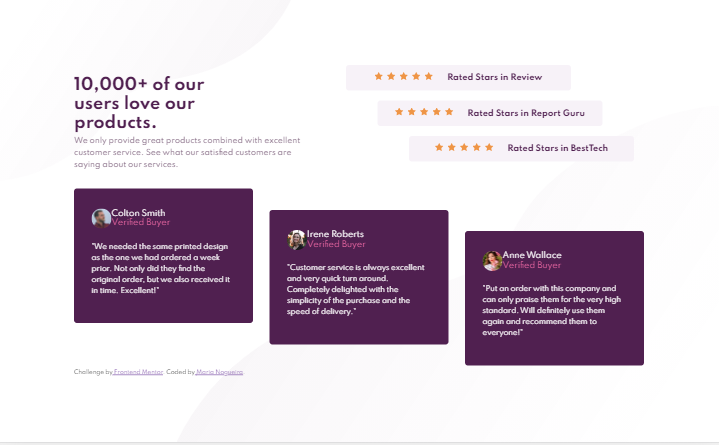 10,000+ of our
users love our
products.
We only provide great products combined with excellent
customer service. See what our satisfied customers are
saying about our services.
Rated Stars in Review
Rated Stars in Report Guru
Rated Stars in BestTech
Colton Smith
Verified Buyer
"We needed the same printed design
as the one we had ordered a week
prior. Not only did they find the
original order, but we also received it
in time. Excellent!"
Irene Roberts
Verified Buyer
"Customer service is always excellent
and very quick turn around.
Completely delighted with the
simplicity of the purchase and the
speed of delivery."
Anne Wallace
Verified Buyer
"Put an order with this company and
can only praise them for the very high
standard. Will definitely use them
again and recommend them to
everyone!"
Challenge by Frontend Mentor. Coded by Maria Nogueira.